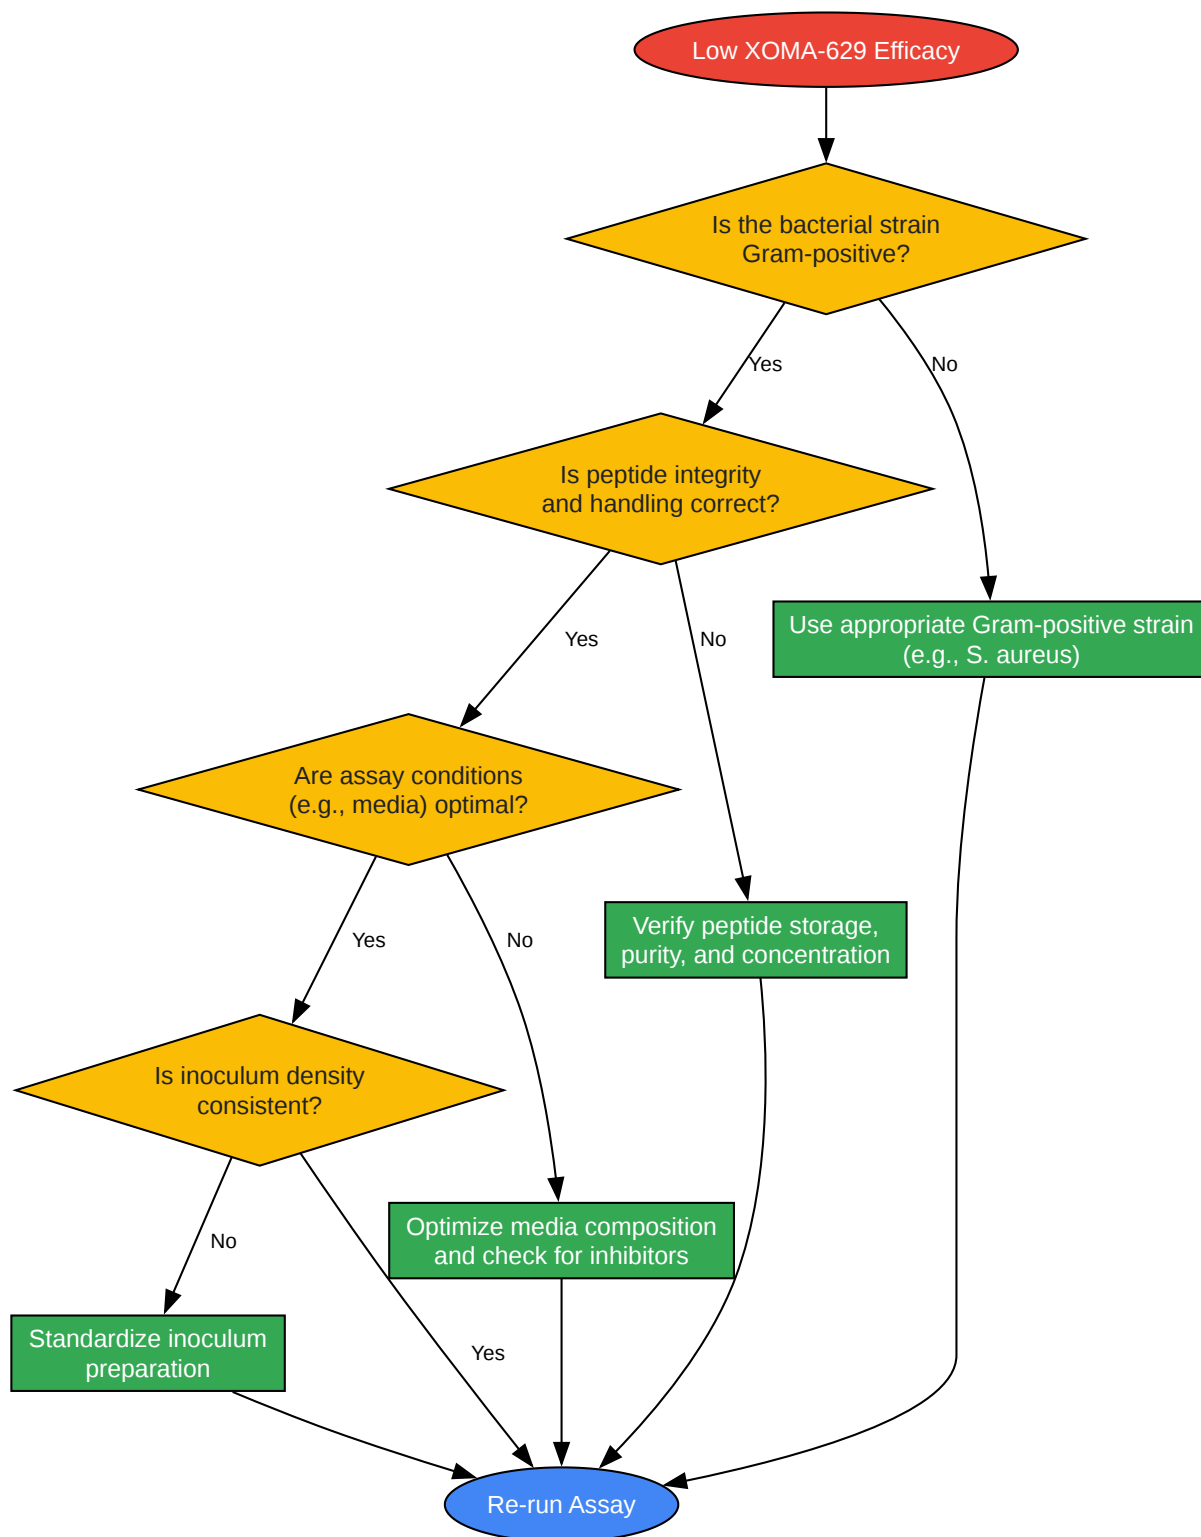 Low XOMA-629 Efficacy
Is the bacterial strain
Gram-positive?
Yes
No
Is peptide integrity
and handling correct?
Yes
No
Use appropriate Gram-positive strain
(e.g., S. aureus)
Are assay conditions
(e.g., media) optimal?
Yes
No
Verify peptide storage,
purity, and concentration
Is inoculum density
consistent?
No
Yes
Optimize media composition
and check for inhibitors
Standardize inoculum
preparation
Re-run Assay